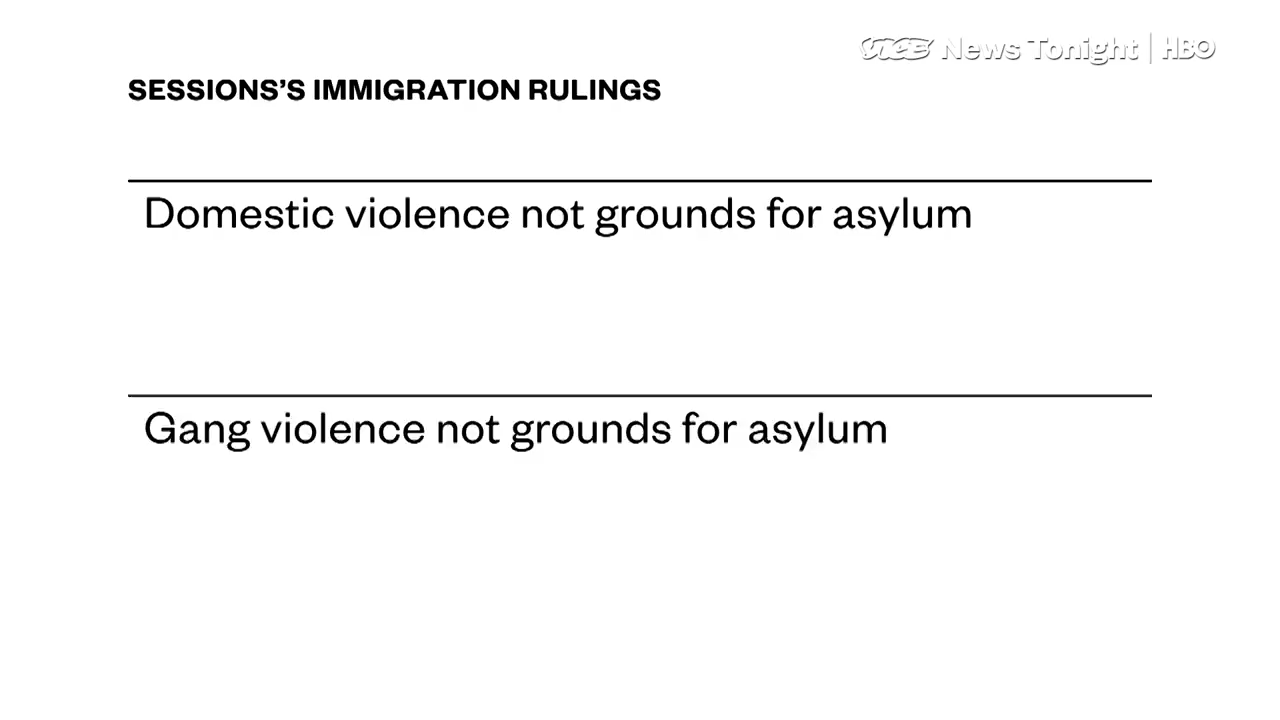 VICE News Tonight | HBO
SESSIONS’S IMMIGRATION RULINGS
Domestic violence not grounds for asylum
Gang violence not grounds for asylum